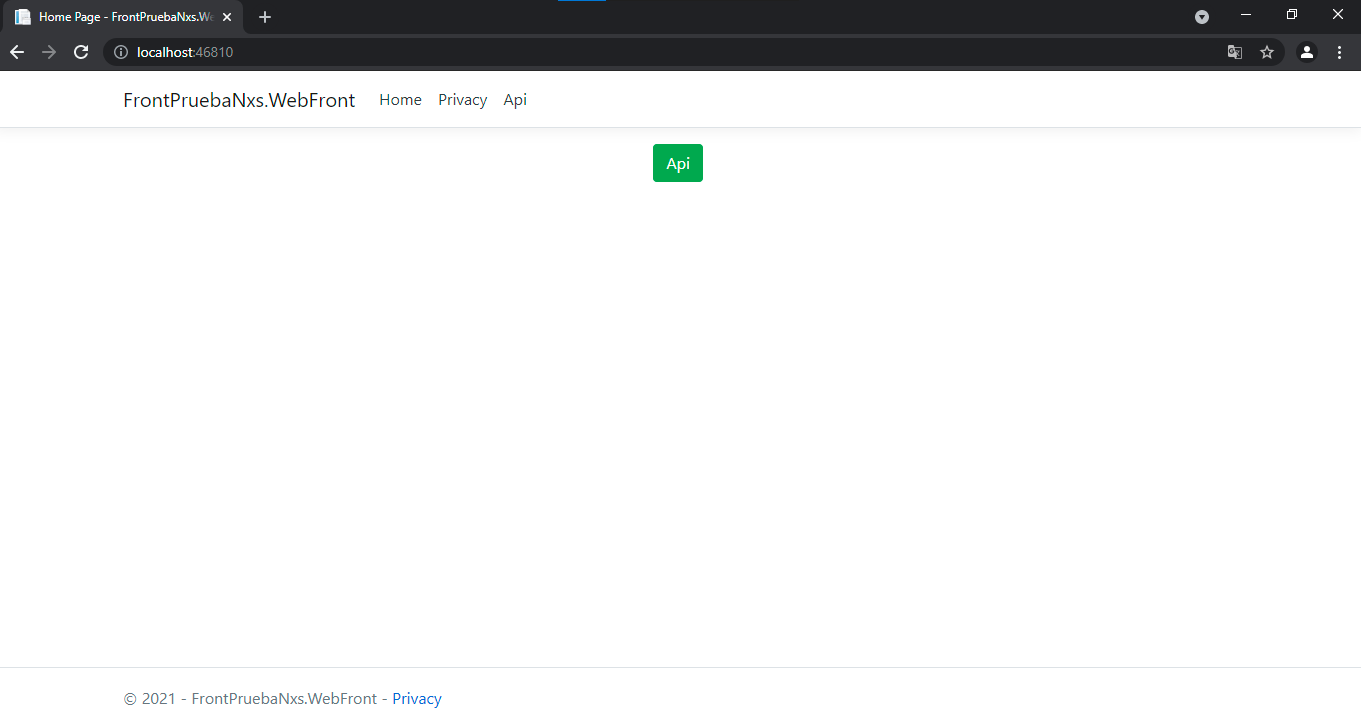 Home Page - FrontPruebaNxs.We
localhost:46810
FrontPruebaNxs.WebFront Home Privacy Api
Api
© 2021 - FrontPruebaNxs.WebFront - Privacy